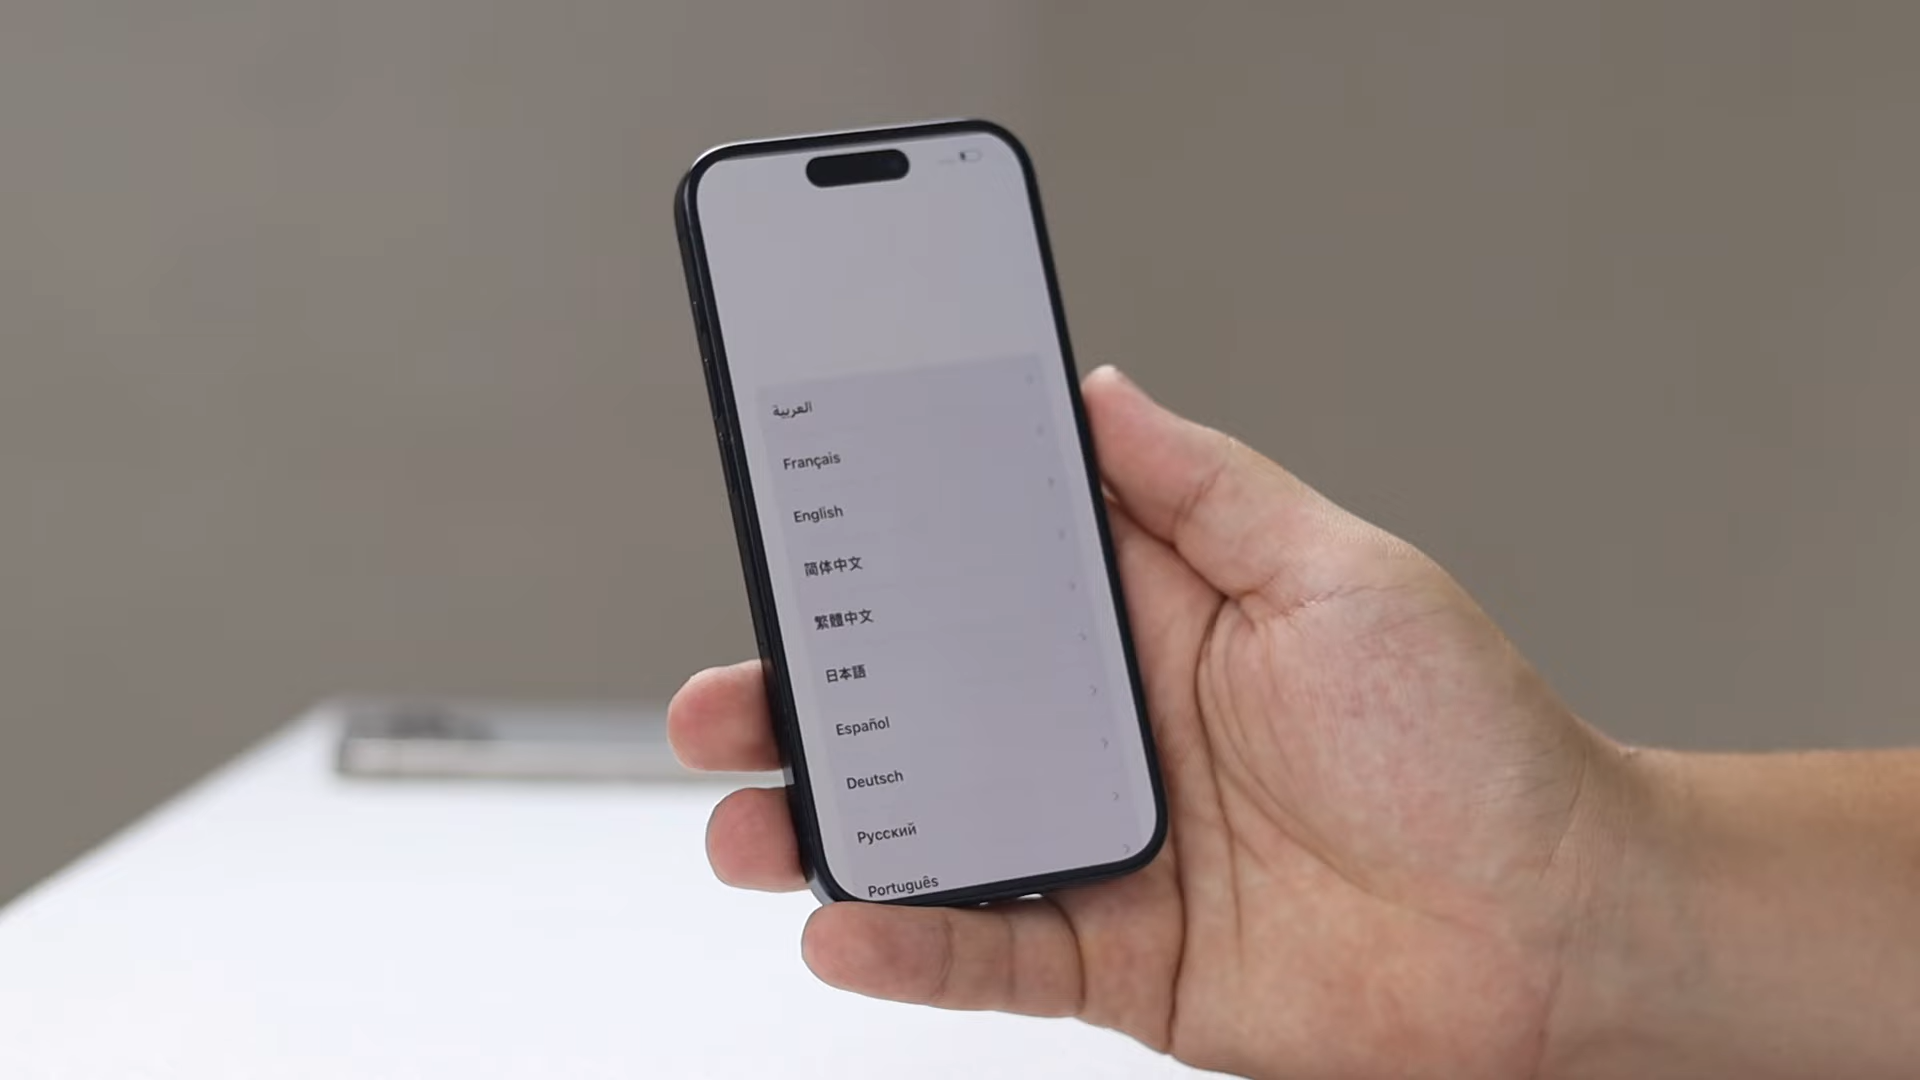 العربية
Français
English
简体中文
繁體中文
日本語
Español
Deutsch
Русский
Português